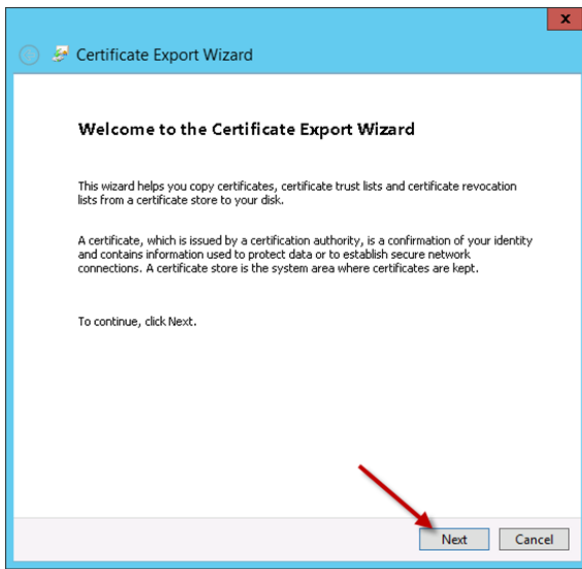 x
Certificate Export Wizard
Welcome to the Certificate Export Wizard
This wizard helps you copy certificates, certificate trust lists and certificate revocation
lists from a certificate store to your disk.
A certificate, which is issued by a certification authority, is a confirmation of your identity
and contains information used to protect data or to establish secure network
connections. A certificate store is the system area where certificates are kept.
To continue, click Next.
Next Cancel